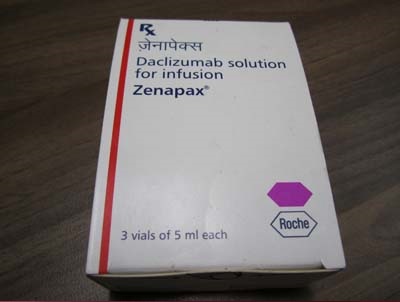 Rx
ज़ेनापेक्स
Daclizumab solution
for infusion
Zenapax®
Roche
3 vials of 5 ml each